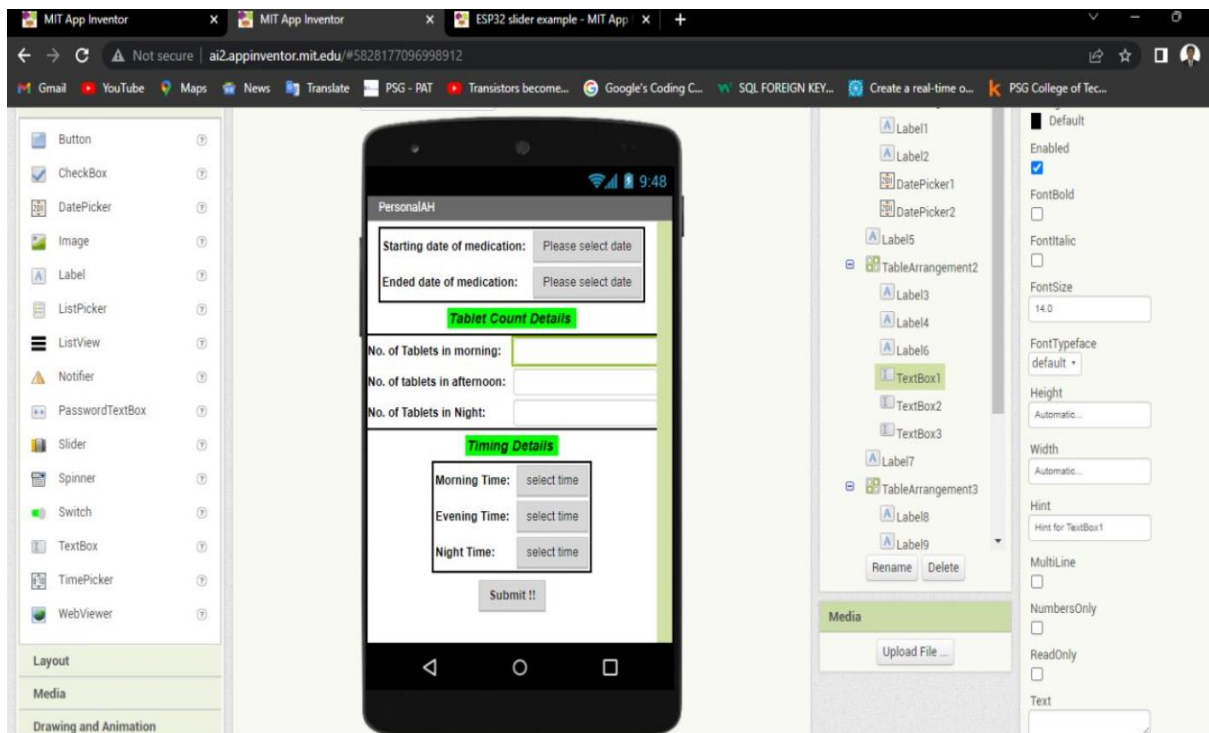 MIT App Inventor
MIT App Inventor
ESP32 slider example - MIT App
Not secure
ai2.appinventor.mit.edu/#5828177096998912
Gmail
YouTube
Maps
News
Translate
PSG - PAT
Transistors become...
Google's Coding C...
SQL FOREIGN KEY...
Create a real-time o...
PSG College of Tec...
Button
CheckBox
DatePicker
Image
Label
ListPicker
ListView
Notifier
PasswordTextBox
Slider
Spinner
Switch
TextBox
TimePicker
WebViewer
Layout
Media
Drawing and Animation
9:48
PersonalAH
Starting date of medication: Please select date
Ended date of medication: Please select date
Tablet Count Details
No. of Tablets in morning:
No. of tablets in afternoon:
No. of Tablets in Night:
Timing Details
Morning Time: select time
Evening Time: select time
Night Time: select time
Submit !!
Label1
Label2
DatePicker1
DatePicker2
Label5
TableArrangement2
Label3
Label4
Label6
TextBox1
TextBox2
TextBox3
Label7
TableArrangement3
Label8
Label9
Rename Delete
Media
Upload File ...
Default
Enabled
FontBold
FontItalic
FontSize
14.0
FontTypeface
default
Height
Automatic...
Width
Automatic...
Hint
Hint for TextBox1
MultiLine
NumbersOnly
ReadOnly
Text